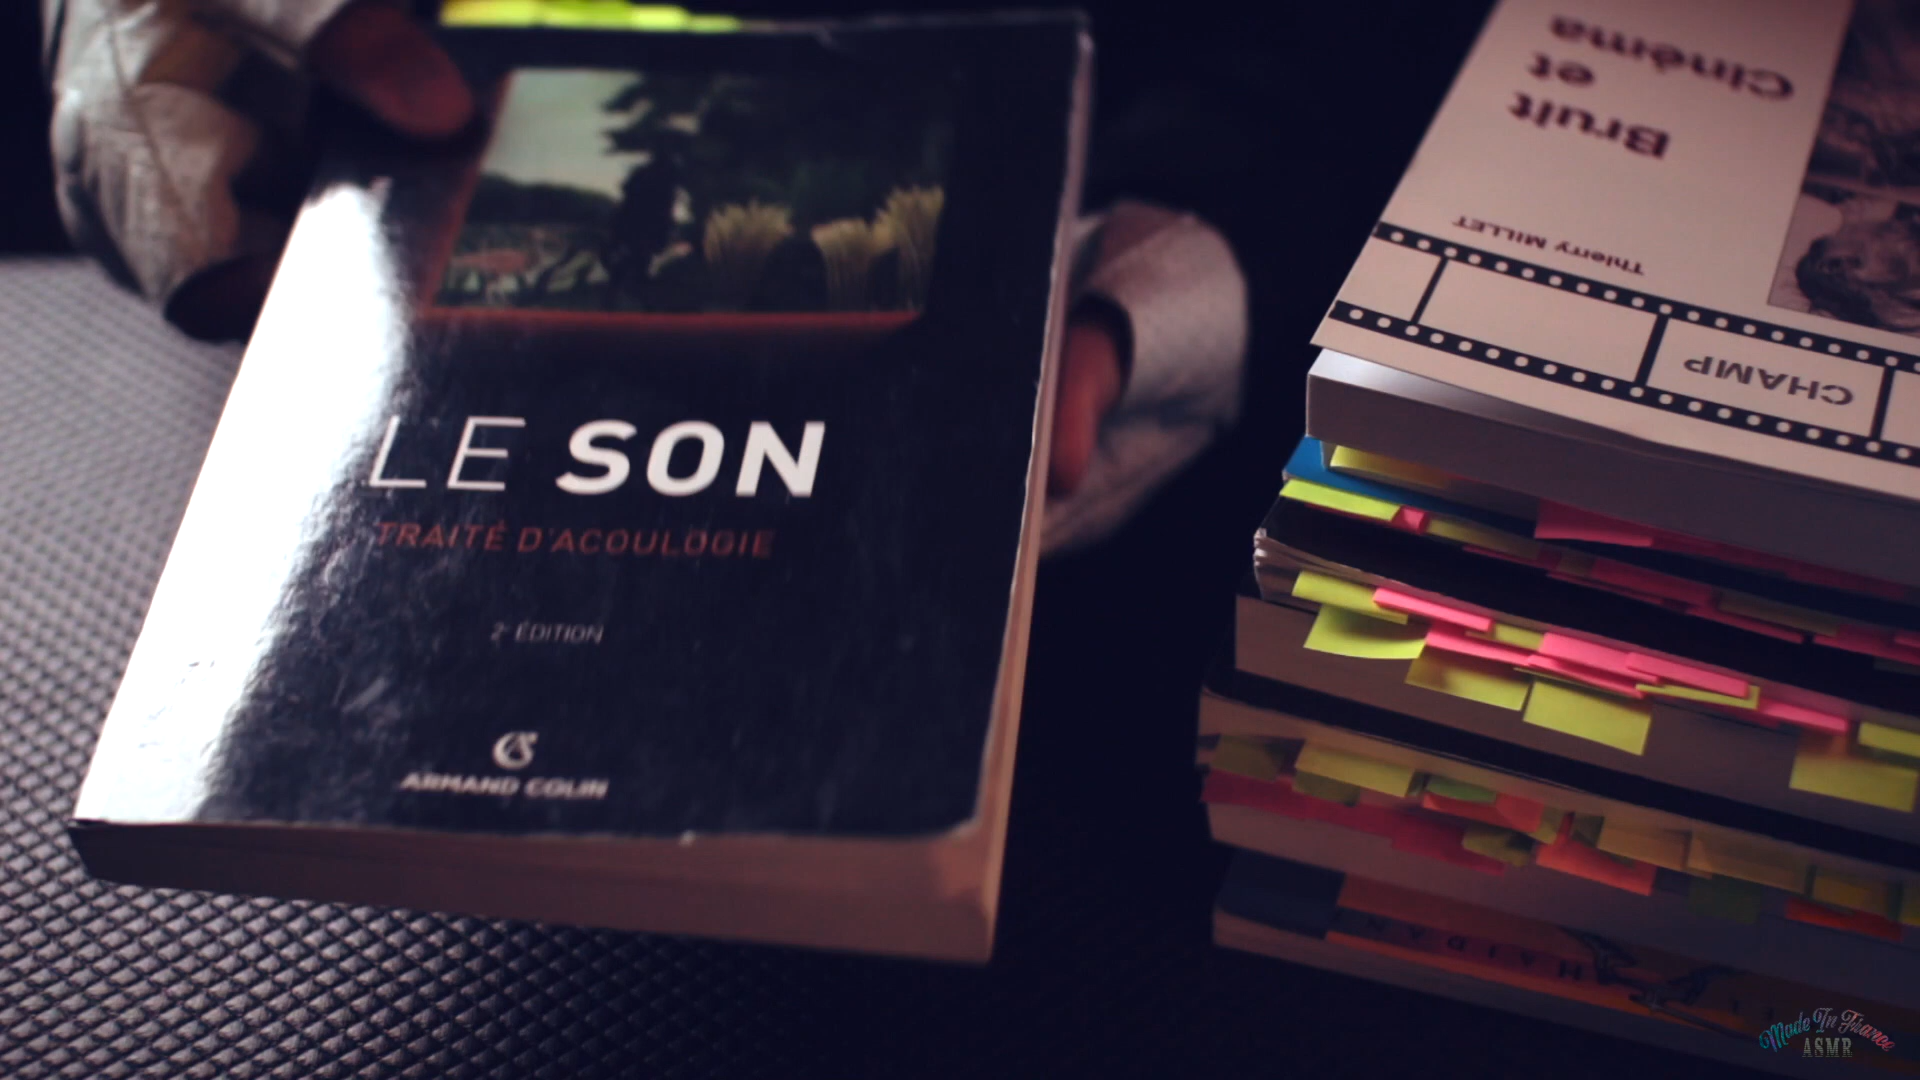 LE SON
TRAITÉ D'ACOULOGIE
2e ÉDITION
ARMAND COLIN
Bruit
et
Cinéma
Thierry MILLET
CHAMP
Made In France
ASMR